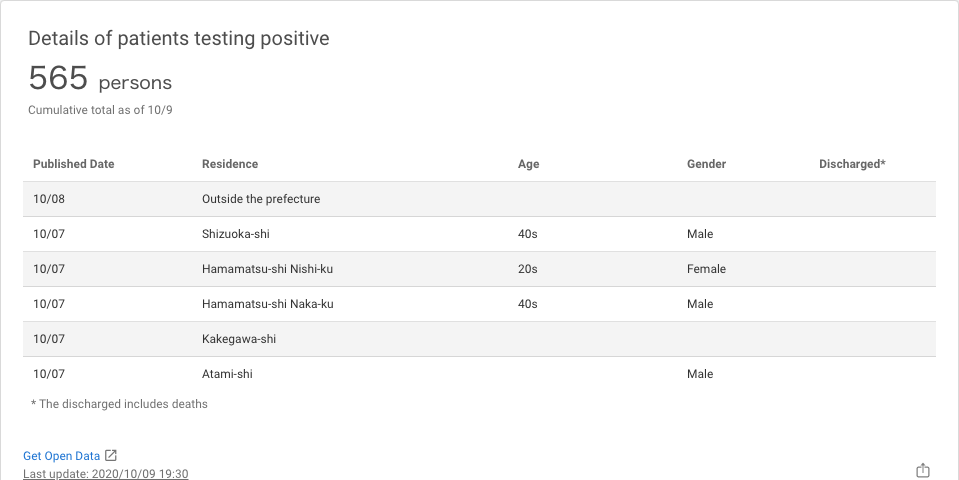 Details of patients testing positive
565 persons
Cumulative total as of 10/9
Published Date Residence Age Gender Discharged*
10/08 Outside the prefecture
10/07 Shizuoka-shi 40s Male
10/07 Hamamatsu-shi Nishi-ku 20s Female
10/07 Hamamatsu-shi Naka-ku 40s Male
10/07 Kakegawa-shi
10/07 Atami-shi Male
* The discharged includes deaths
Get Open Data
Last update: 2020/10/09 19:30